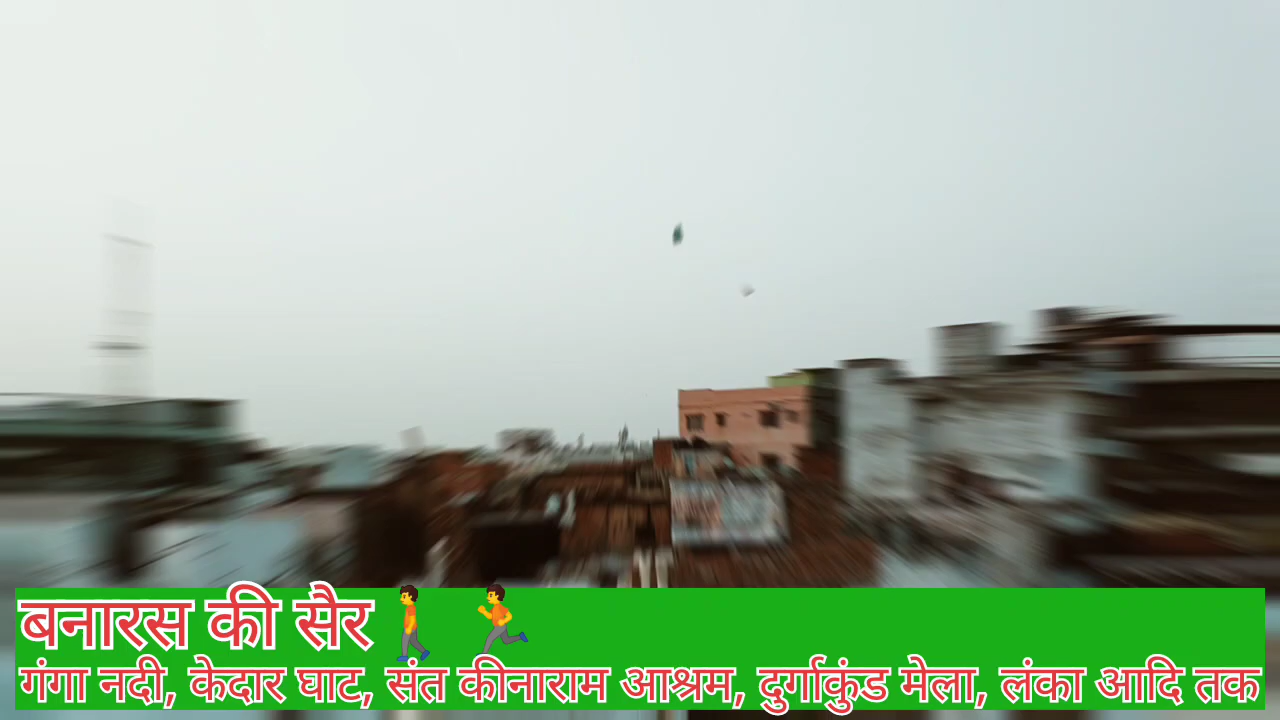 बनारस की सैर🚶 🏃
गंगा नदी, केदार घाट, संत कीनाराम आश्रम, दुर्गाकुंड मेला, लंका आदि तक